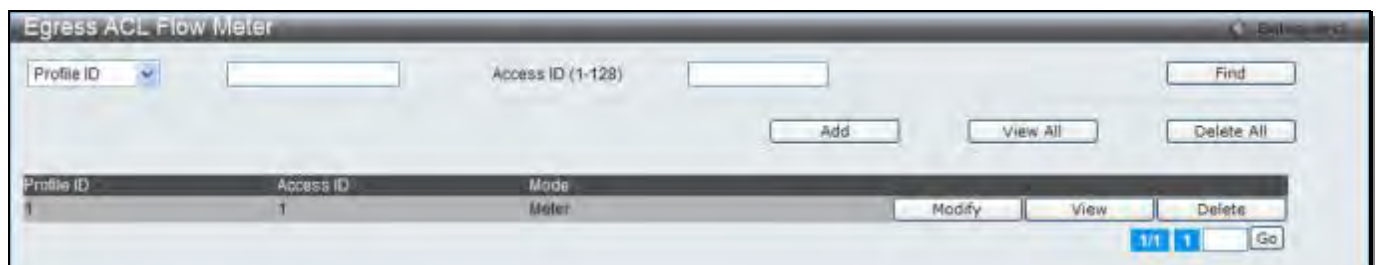 Egress ACL Flow Meter
Profile ID Access ID (1-128) Find
Add View All Delete All
Profile ID Access ID Mode
1 1 Meter Modify View Delete
1/1 1 Go